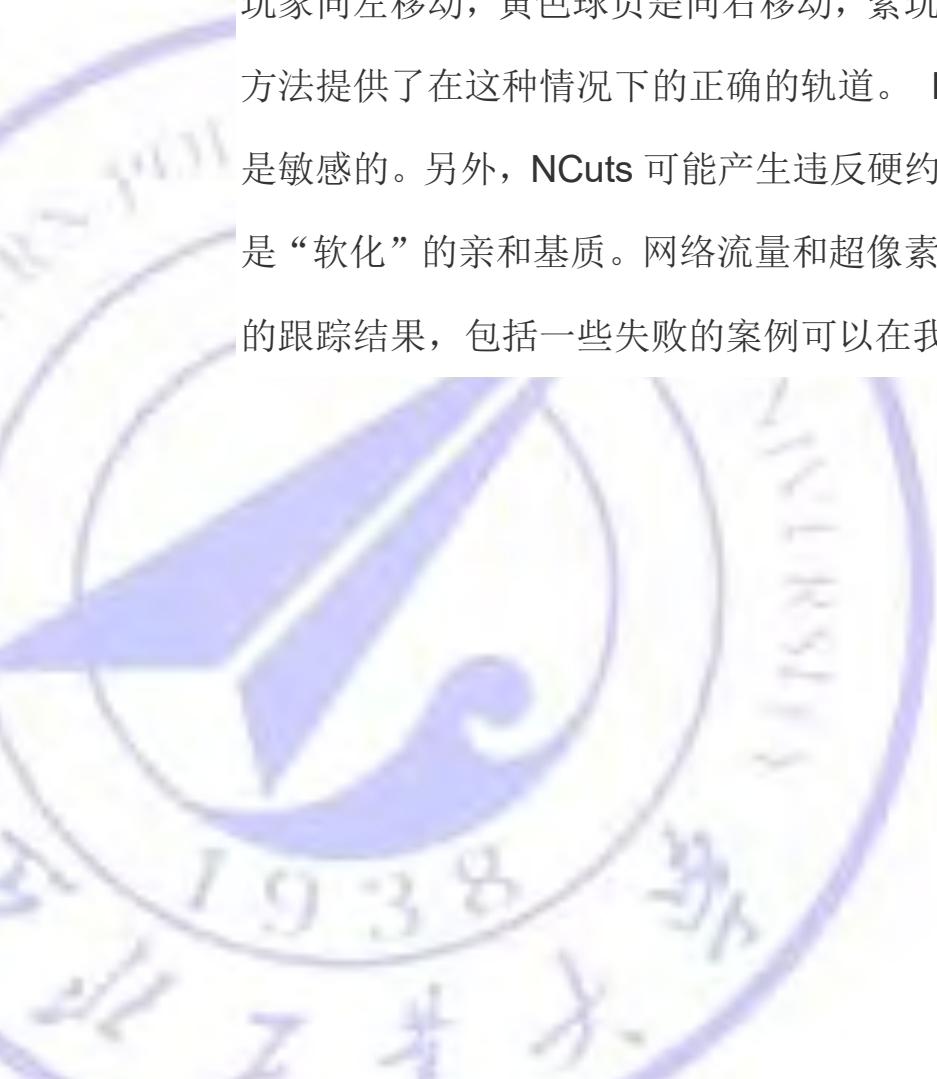 玩家向左移动，黄色球员是向右移动，紫玩
方法提供了在这种情况下的正确的轨道。
是敏感的。另外，NCuts 可能产生违反硬约
是“软化”的亲和基质。网络流量和超像素
的跟踪结果，包括一些失败的案例可以在我
1938